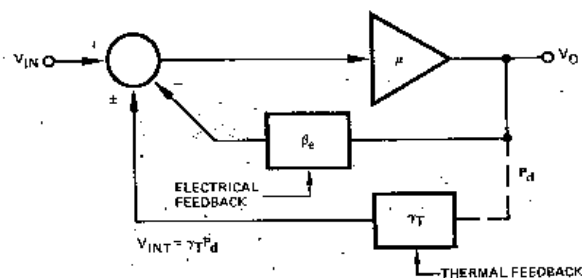 V_IN
+
−
±
μ
V_O
β_e
ELECTRICAL
FEEDBACK
P_d
γ_T
V_INT = γ_T P_d
THERMAL FEEDBACK